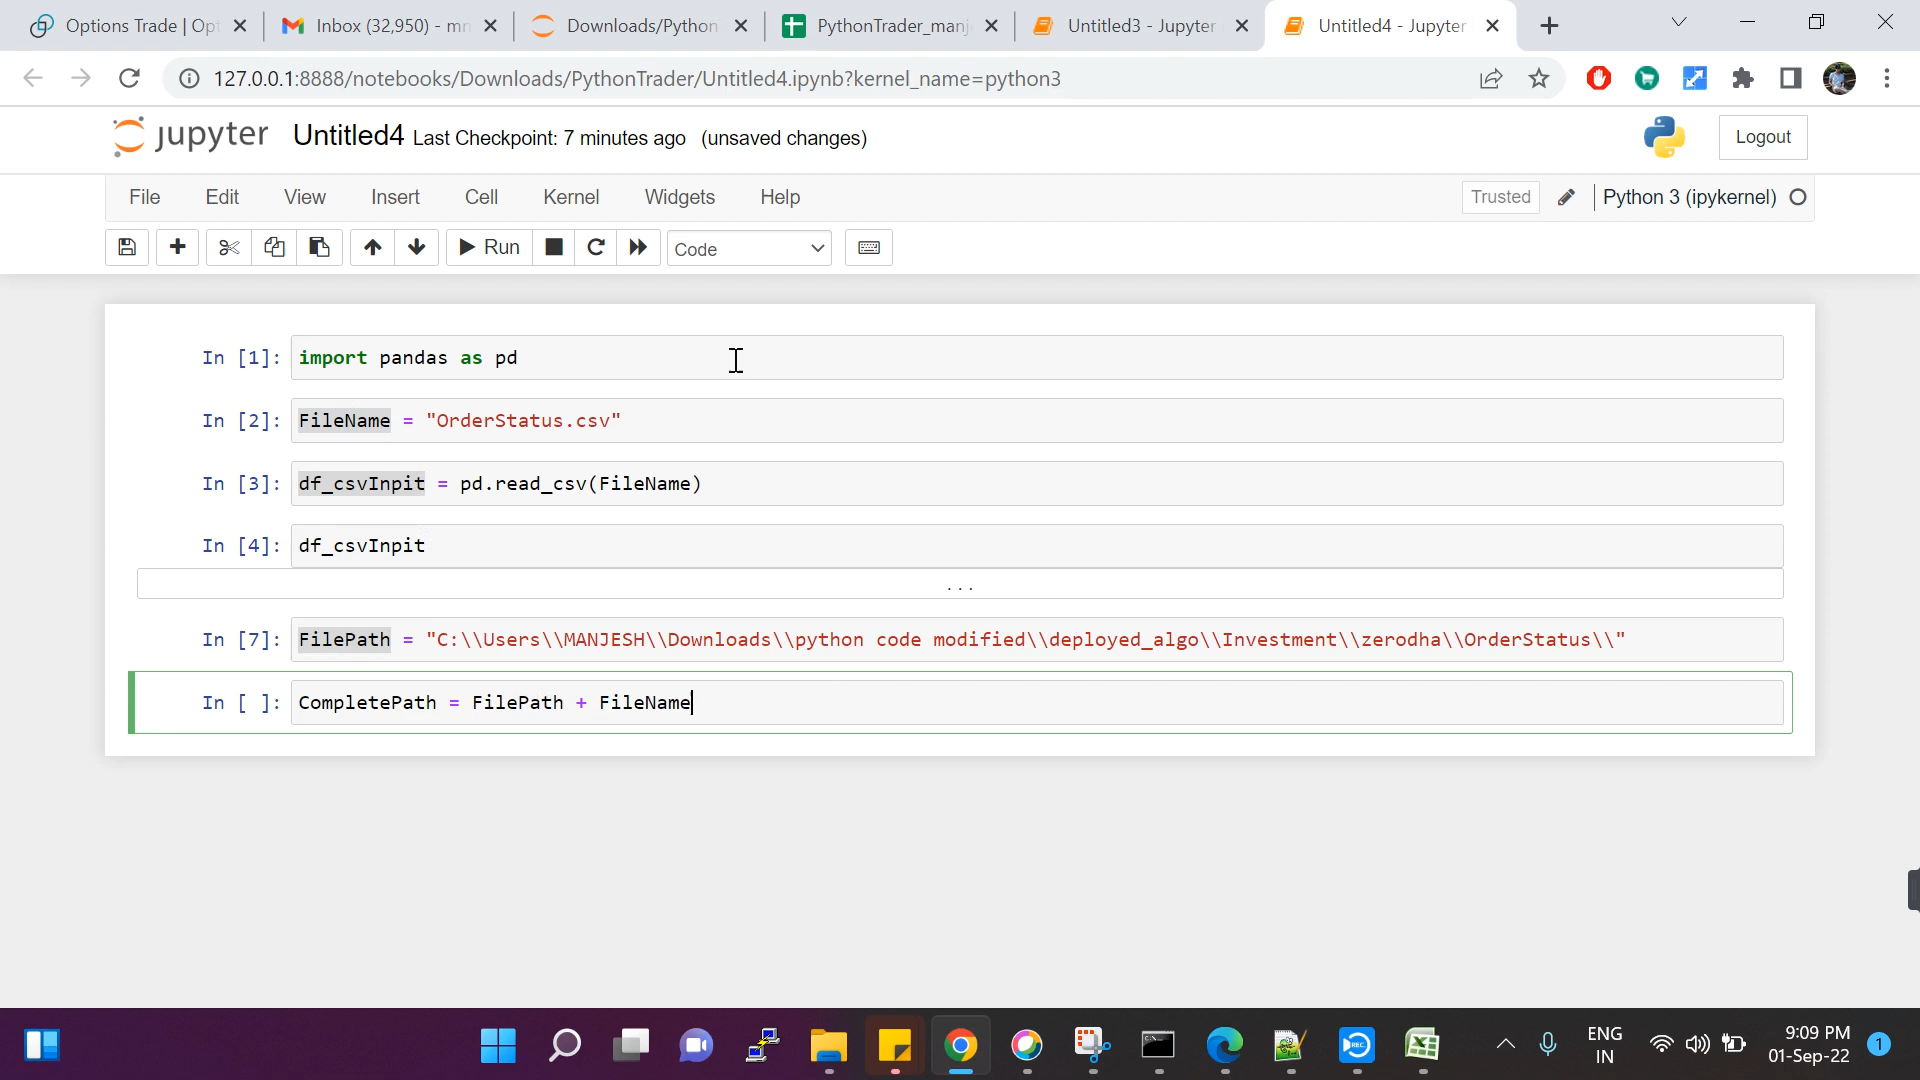 Options Trade | Opt
Inbox (32,950) - mn
Downloads/Python
PythonTrader_manj
Untitled3 - Jupyter
Untitled4 - Jupyter
127.0.0.1:8888/notebooks/Downloads/PythonTrader/Untitled4.ipynb?kernel_name=python3
jupyter Untitled4 Last Checkpoint: 7 minutes ago (unsaved changes)
Logout
File Edit View Insert Cell Kernel Widgets Help
Trusted
Python 3 (ipykernel)
Run
Code
In [1]: import pandas as pd
In [2]: FileName = "OrderStatus.csv"
In [3]: df_csvInpit = pd.read_csv(FileName)
In [4]: df_csvInpit
...
In [7]: FilePath = "C:\\Users\\MANJESH\\Downloads\\python code modified\\deployed_algo\\Investment\\zerodha\\OrderStatus\\"
In [ ]: CompletePath = FilePath + FileName
REC
ENG
IN
9:09 PM
01-Sep-22
1